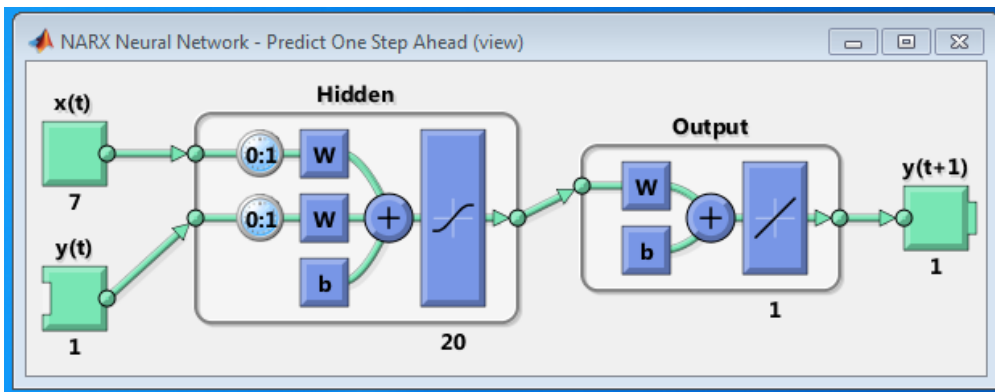 NARX Neural Network - Predict One Step Ahead (view)
x(t)
7
y(t)
1
Hidden
0:1
W
0:1
W
b
+
20
Output
W
b
+
1
y(t+1)
1